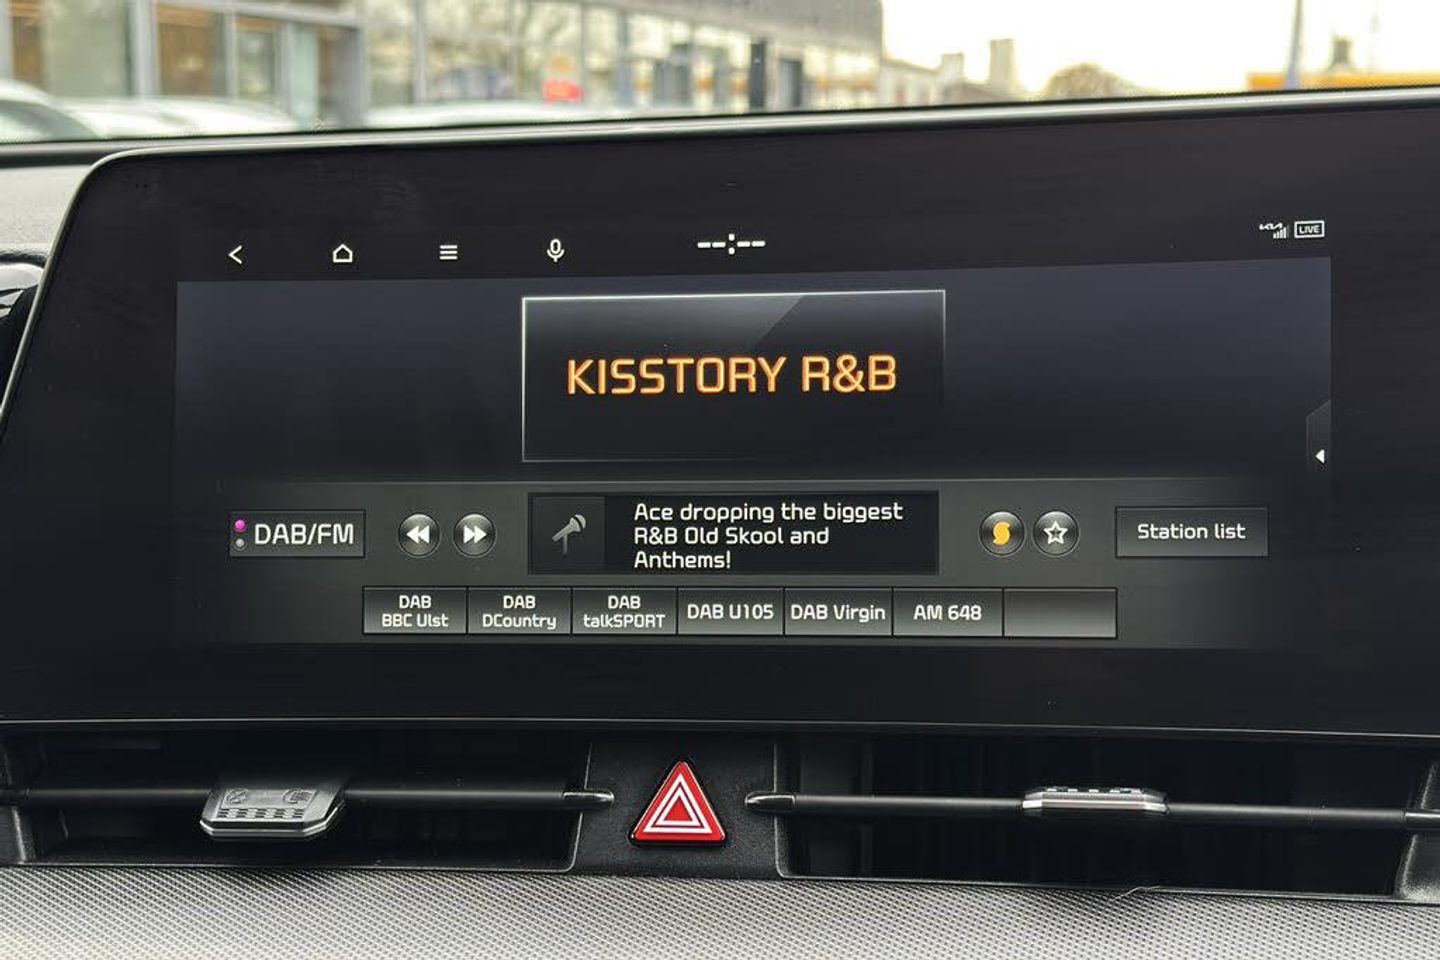 KIA
LIVE
KISSTORY R&B
DAB/FM
Ace dropping the biggest
R&B Old Skool and
Anthems!
Station list
DAB
BBC Ulst
DAB
DCountry
DAB
talkSPORT
DAB U105
DAB Virgin
AM 648